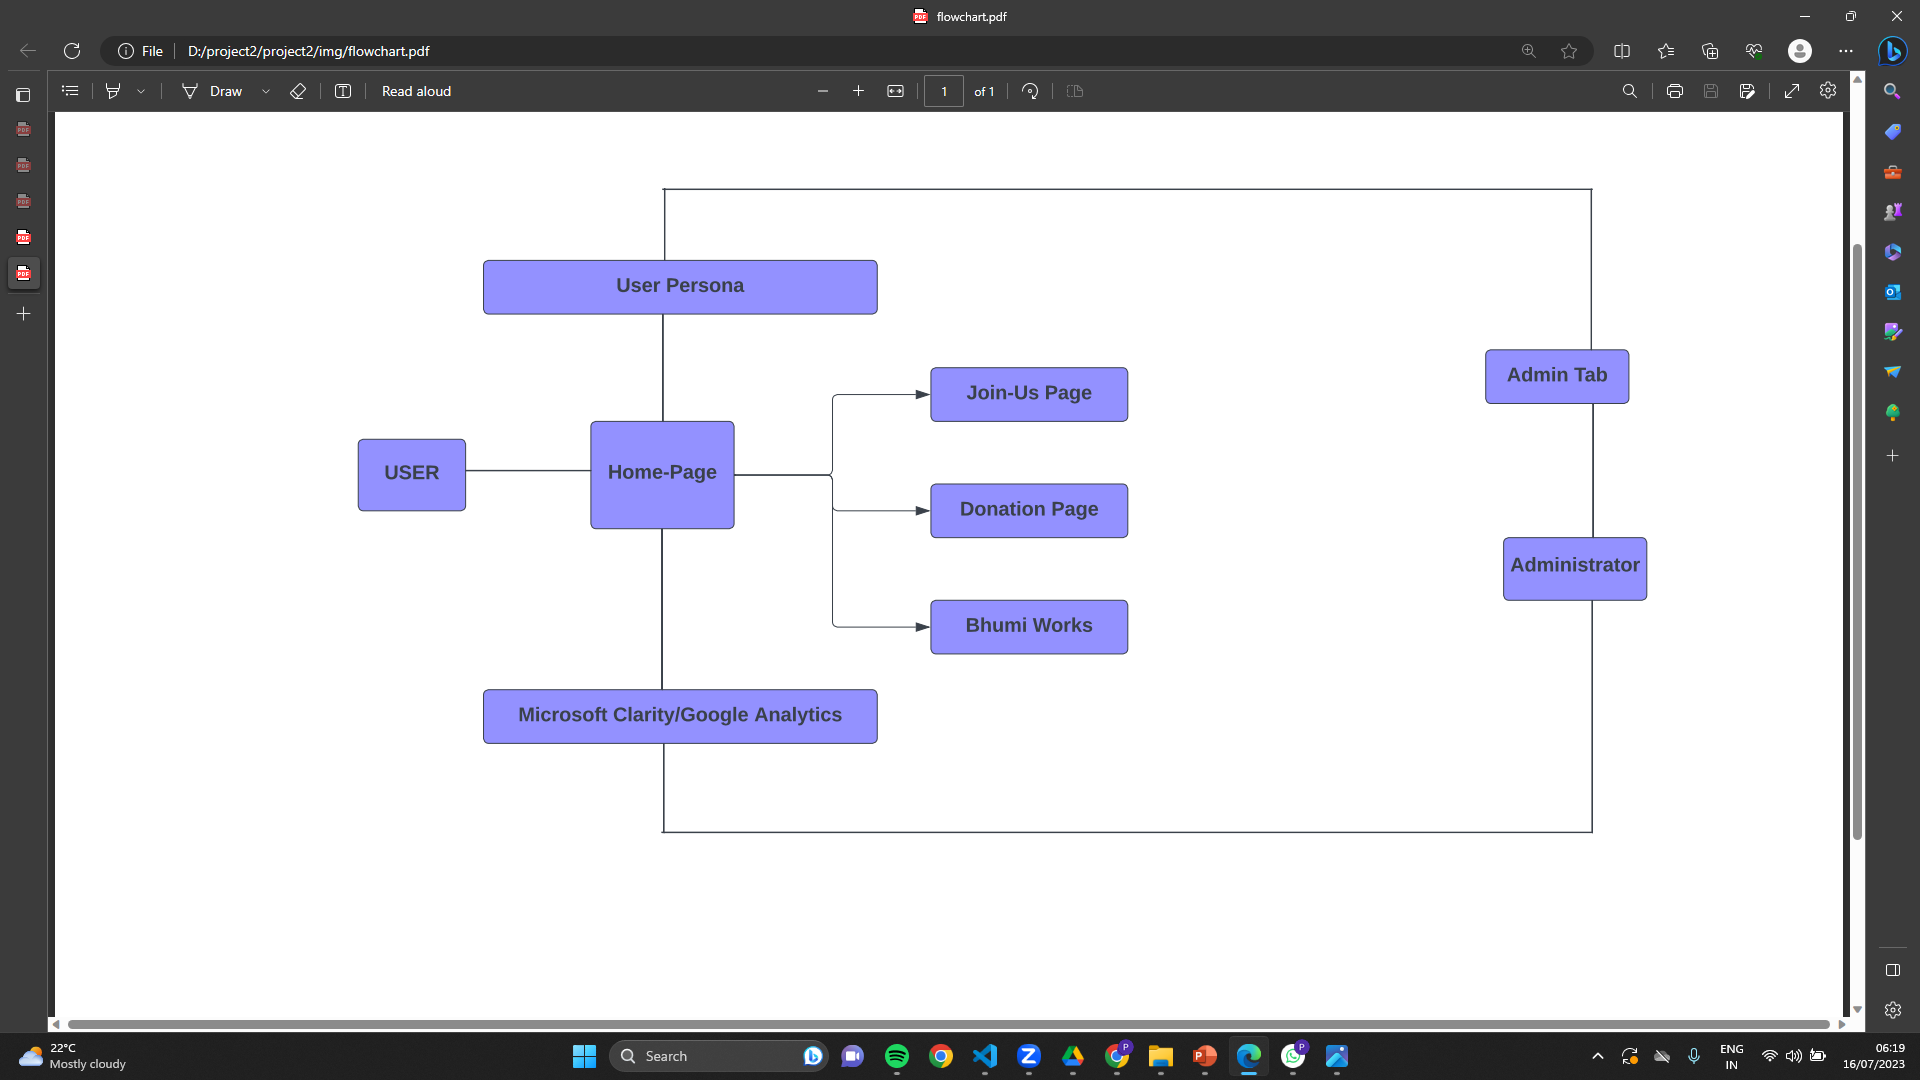 flowchart.pdf
File
D:/project2/project2/img/flowchart.pdf
Draw
Read aloud
1
of 1
User Persona
Admin Tab
Join-Us Page
USER
Home-Page
Donation Page
Administrator
Bhumi Works
Microsoft Clarity/Google Analytics
22°C
Mostly cloudy
Search
ENG
IN
06:19
16/07/2023